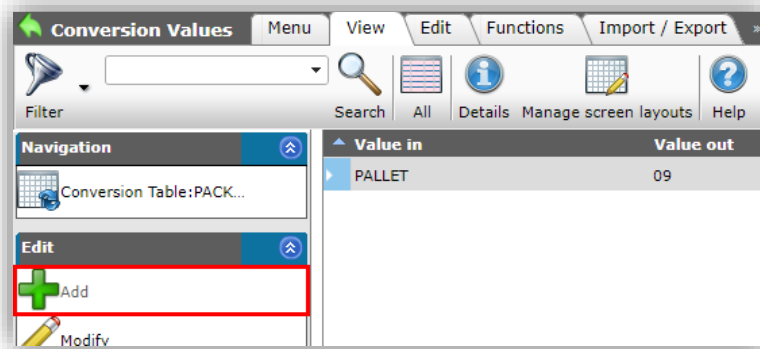 Conversion Values Menu View Edit Functions Import / Export »
Filter Search All Details Manage screen layouts Help
Navigation Value in Value out
Conversion Table:PACK... PALLET 09
Edit
Add
Modify